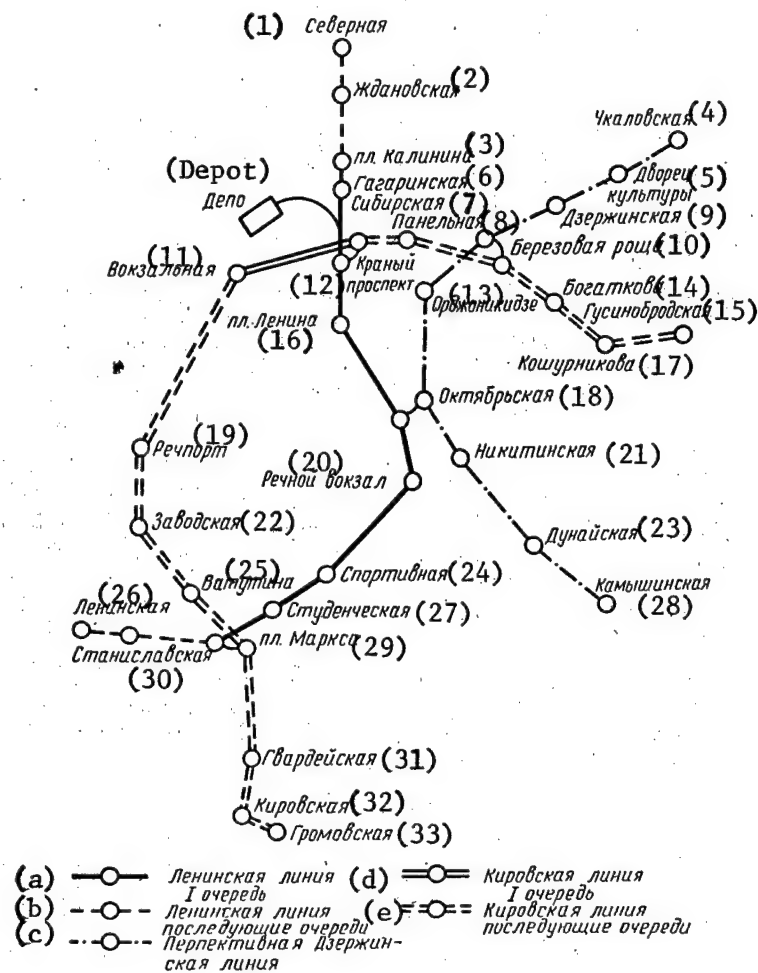 (1) Северная
Ждановская (2)
Чкаловская (4)
пл. Калинина (3)
(Depot)
Депо
Гагаринская (6)
Дворец (5)
культуры
Сибирская (7)
Дзержинская (9)
Панельная (8)
Березовая роща (10)
(11)
Вокзальная
(12) Краный
проспект
(13)
Орджоникидзе
Богаткова (14)
Гусинобродская (15)
пл. Ленина
(16)
Кошурникова (17)
Октябрьская (18)
Речпорт (19)
(20)
Речной вокзал
Никитинская (21)
Заводская (22)
Дунайская (23)
Ватутина (25)
Спортивная (24)
(26)
Ленинская
Студенческая (27)
Камышинская
(28)
Станиславская
(30)
пл. Маркса (29)
Гвардейская (31)
Кировская (32)
Громовская (33)
(a) Ленинская линия
I очередь
(d) Кировская линия
I очередь
(b) Ленинская линия
последующие очереди
(e) Кировская линия
последующие очереди
(c) Перпективная Дзержин-
ская линия